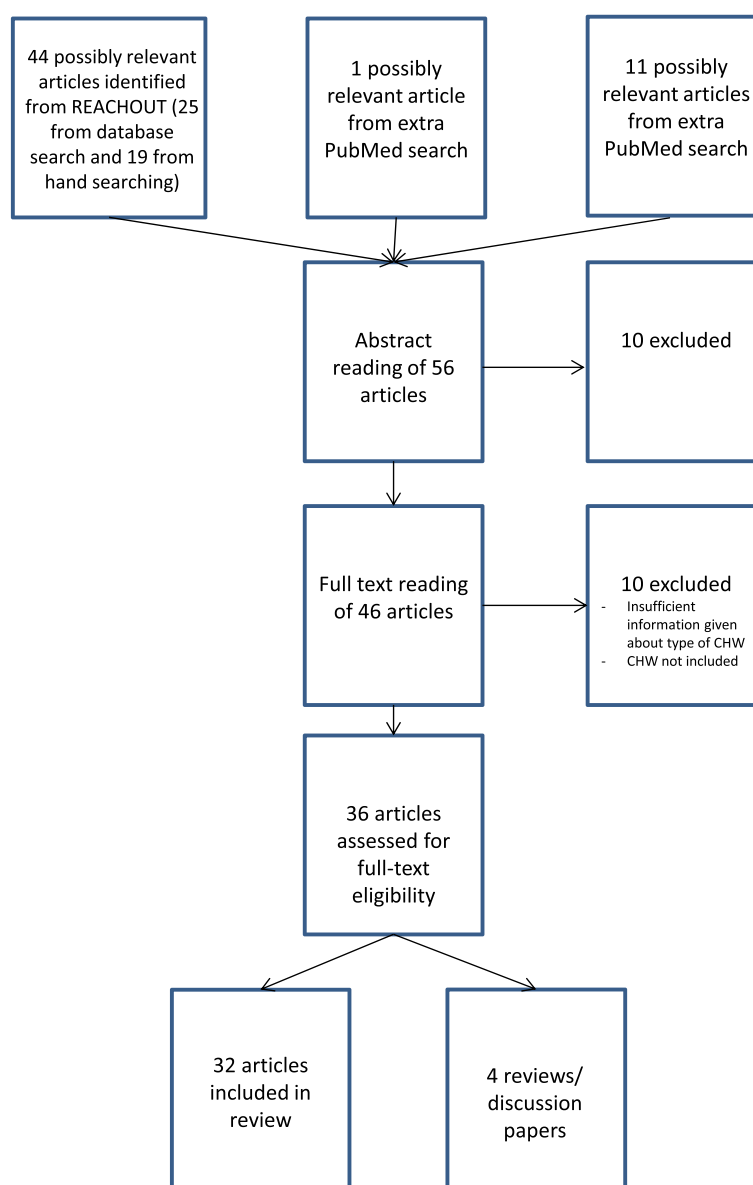 44 possibly relevant
articles identified
from REACHOUT (25
from database
search and 19 from
hand searching)
1 possibly
relevant article
from extra
PubMed search
11 possibly
relevant articles
from extra
PubMed search
Abstract
reading of 56
articles
10 excluded
Full text reading
of 46 articles
10 excluded
- Insufficient
information given
about type of CHW
- CHW not included
36 articles
assessed for
full-text
eligibility
32 articles
included in
review
4 reviews/
discussion
papers